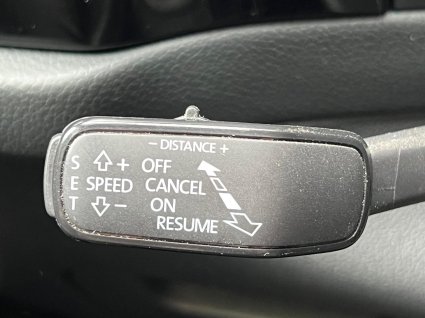 − DISTANCE +
S + OFF
E SPEED CANCEL
T − ON
RESUME